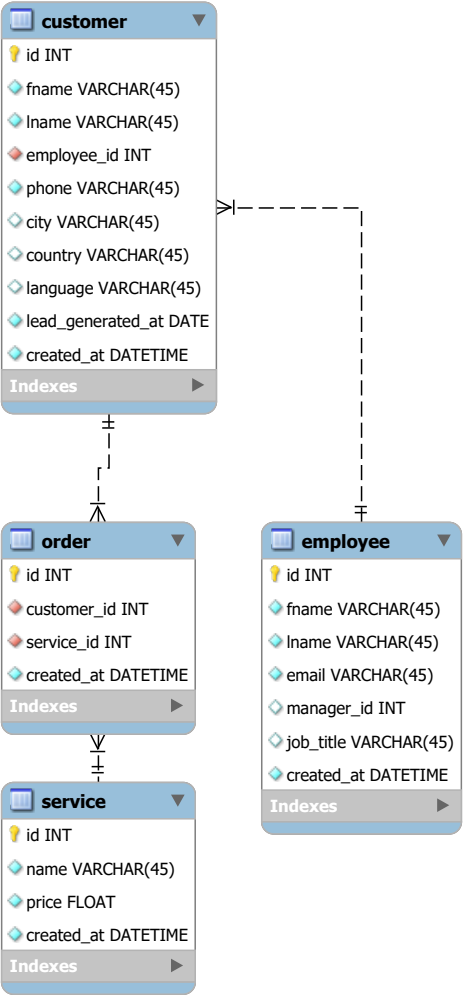 customer
id INT
fname VARCHAR(45)
lname VARCHAR(45)
employee_id INT
phone VARCHAR(45)
city VARCHAR(45)
country VARCHAR(45)
language VARCHAR(45)
lead_generated_at DATE
created_at DATETIME
Indexes
order
id INT
customer_id INT
service_id INT
created_at DATETIME
Indexes
employee
id INT
fname VARCHAR(45)
lname VARCHAR(45)
email VARCHAR(45)
manager_id INT
job_title VARCHAR(45)
created_at DATETIME
Indexes
service
id INT
name VARCHAR(45)
price FLOAT
created_at DATETIME
Indexes